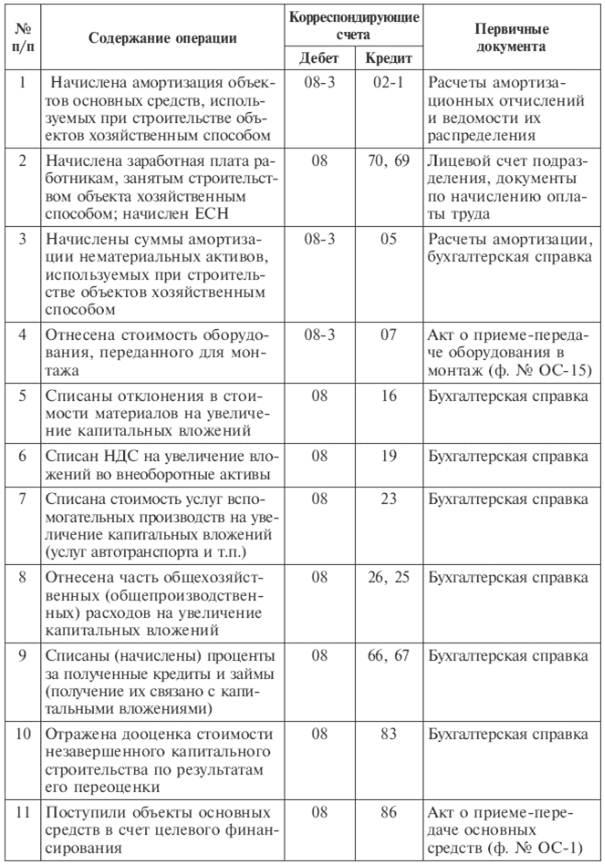 № п/п
Содержание операции
Корреспондирующие счета
Первичные документа
Дебет
Кредит
1
Начислена амортизация объек-
тов основных средств, исполь-
зуемых при строительстве объ-
ектов хозяйственным способом
08-3
02-1
Расчеты амортиза-
ционных отчислений
и ведомости их
распределения
2
Начислена заработная плата ра-
ботникам, занятым строительст-
вом объекта хозяйственным
способом; начислен ЕСН
08
70, 69
Лицевой счет подраз-
деления, документы
по начислению опла-
ты труда
3
Начислены суммы амортиза-
ции нематериальных активов,
используемых при строитель-
стве объектов хозяйственным
способом
08-3
05
Расчеты амортизации,
бухгалтерская справка
4
Отнесена стоимость оборудо-
вания, переданного для мон-
тажа
08-3
07
Акт о приеме-переда-
че оборудования в
монтаж (ф. № ОС-15)
5
Списаны отклонения в стои-
мости материалов на увеличе-
ние капитальных вложений
08
16
Бухгалтерская справка
6
Списан НДС на увеличение вло-
жений во внеоборотные активы
08
19
Бухгалтерская справка
7
Списана стоимость услуг вспо-
могательных производств на уве-
личение капитальных вложений
(услуг автотранспорта и т.п.)
08
23
Бухгалтерская справка
8
Отнесена часть общехозяйст-
венных (общепроизводствен-
ных) расходов на увеличение
капитальных вложений
08
26, 25
Бухгалтерская справка
9
Списаны (начислены) проценты
за полученные кредиты и займы
(получение их связано с капи-
тальными вложениями)
08
66, 67
Бухгалтерская справка
10
Отражена дооценка стоимости
незавершенного капитального
строительства по результатам
его переоценки
08
83
Бухгалтерская справка
11
Поступили объекты основных
средств в счет целевого финан-
сирования
08
86
Акт о приеме-пере-
даче основных
средств (ф. № ОС-1)